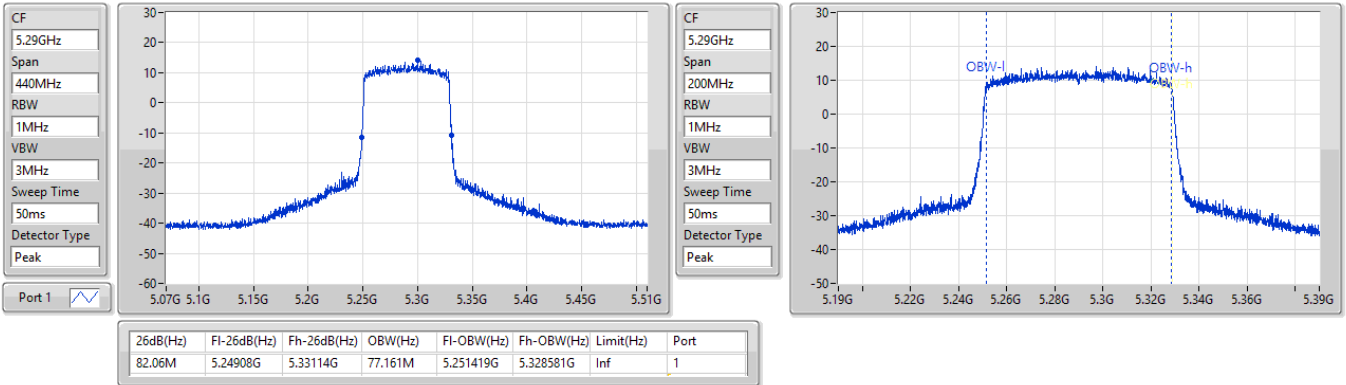 CF
5.29GHz
Span
440MHz
RBW
1MHz
VBW
3MHz
Sweep Time
50ms
Detector Type
Peak
Port 1
30
20
10
0
-10
-20
-30
-40
-50
-60
5.07G 5.1G 5.15G 5.2G 5.25G 5.3G 5.35G 5.4G 5.45G 5.51G
CF
5.29GHz
Span
200MHz
RBW
1MHz
VBW
3MHz
Sweep Time
50ms
Detector Type
Peak
30
20
10
0
-10
-20
-30
-40
-50
OBW-l OBW-h
5.19G 5.22G 5.24G 5.26G 5.28G 5.3G 5.32G 5.34G 5.36G 5.39G
26dB(Hz) Fl-26dB(Hz) Fh-26dB(Hz) OBW(Hz) Fl-OBW(Hz) Fh-OBW(Hz) Limit(Hz) Port
82.06M 5.24908G 5.33114G 77.161M 5.251419G 5.328581G Inf 1